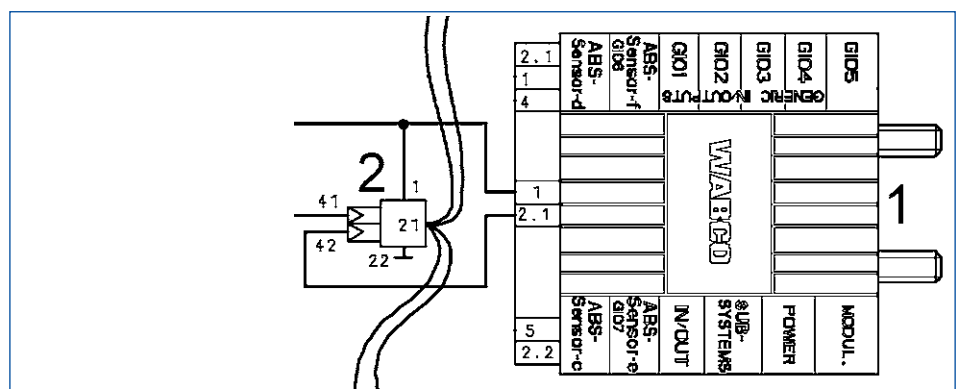 2.1
1
4
ABS-
Sensor-d
ABS-
Sensor-f
GIO6
GIO1
GIO2
GIO3
GIO4
GIO5
GENERIC IN/OUTPUTS
2
1
41
42
21
22
1
2.1
WABCO
1
5
2.2
ABS-
Sensor-c
ABS-
Sensor-e
GIO7
IN/OUT
SUB-
SYSTEMS
POWER
MODUL.